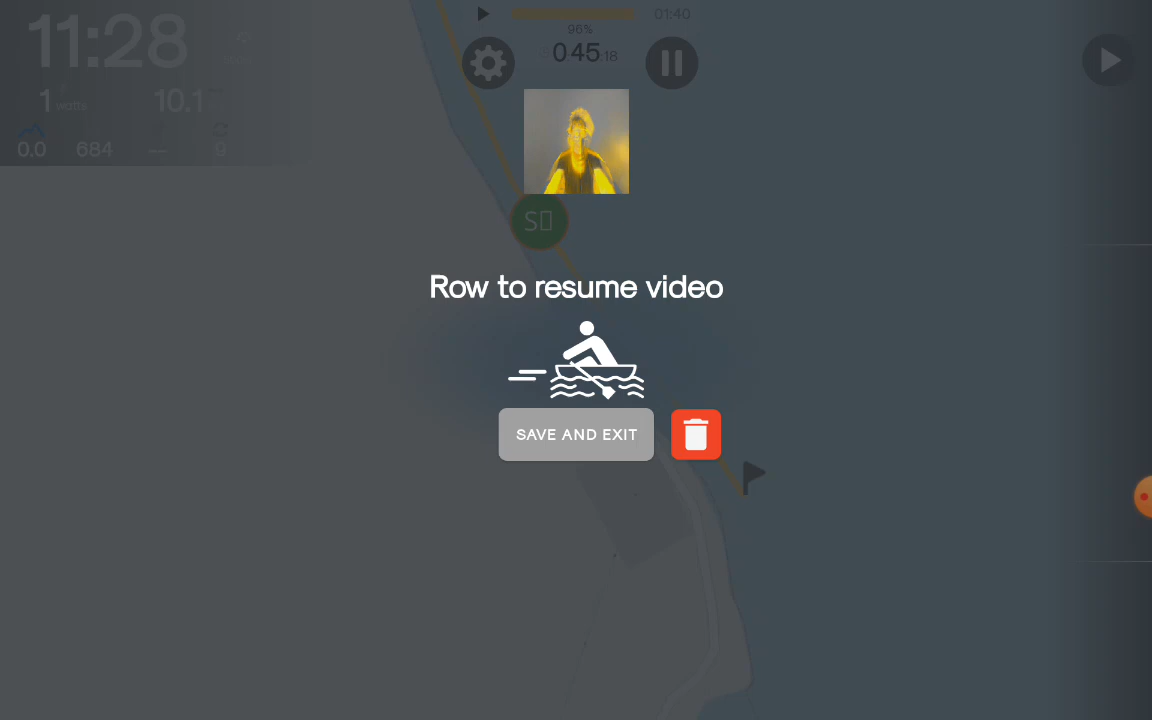 11:28
01:40
96%
0:45:18
1 watts
10.1
0.0
684
--
9
S
Row to resume video
SAVE AND EXIT